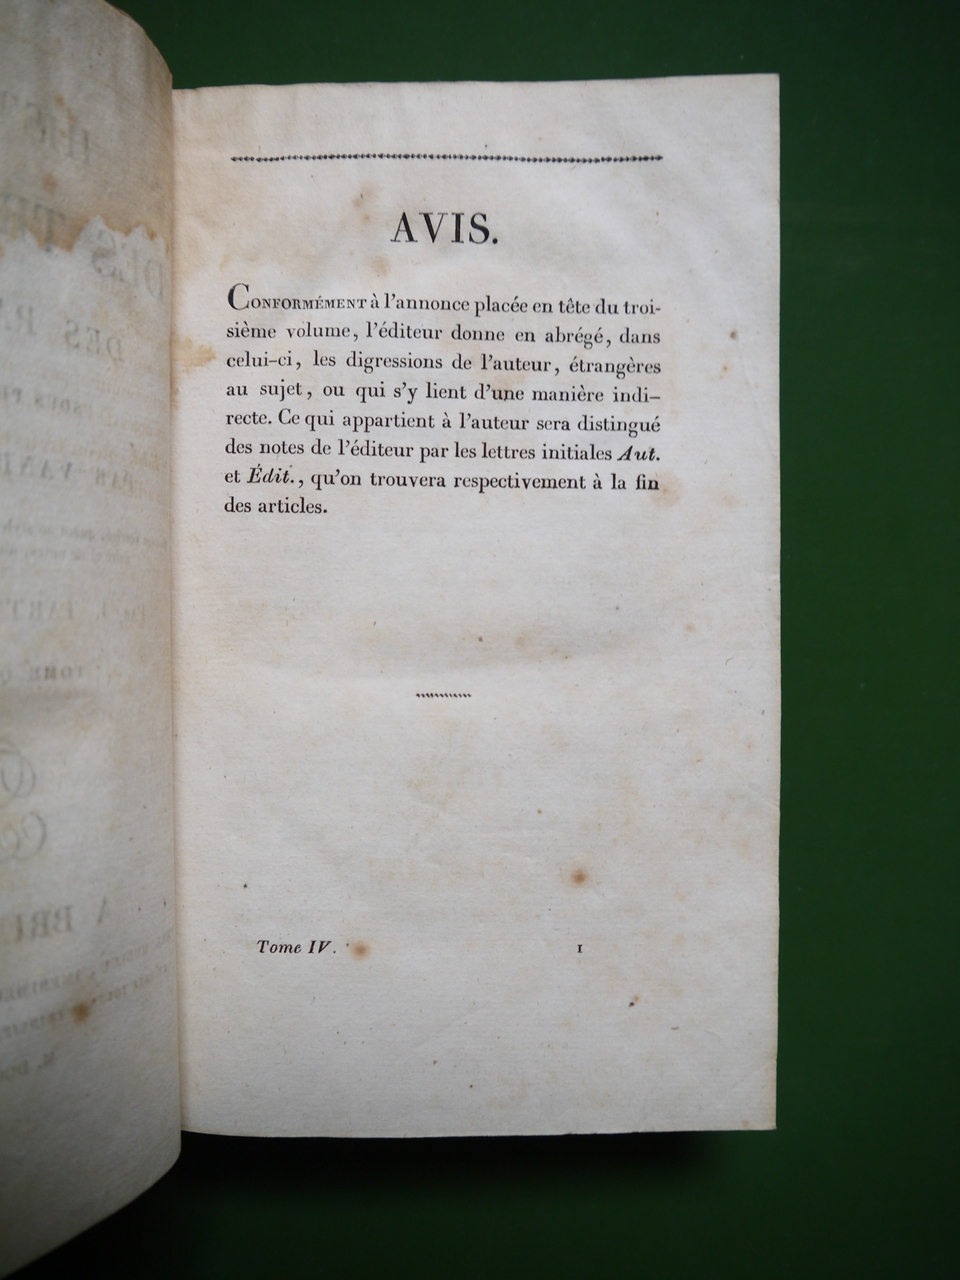 AVIS.
CONFORMÉMENT à l'annonce placée en tête du troi-
sième volume, l'éditeur donne en abrégé, dans
celui-ci, les digressions de l'auteur, étrangères
au sujet, ou qui s'y lient d'une manière indi-
recte. Ce qui appartient à l'auteur sera distingué
des notes de l'éditeur par les lettres initiales Aut.
et Édit., qu'on trouvera respectivement à la fin
des articles.
Tome IV. 1